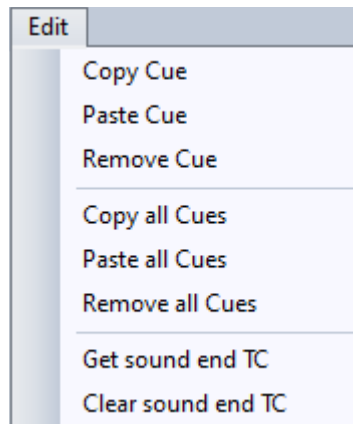 Edit
Copy Cue
Paste Cue
Remove Cue
Copy all Cues
Paste all Cues
Remove all Cues
Get sound end TC
Clear sound end TC